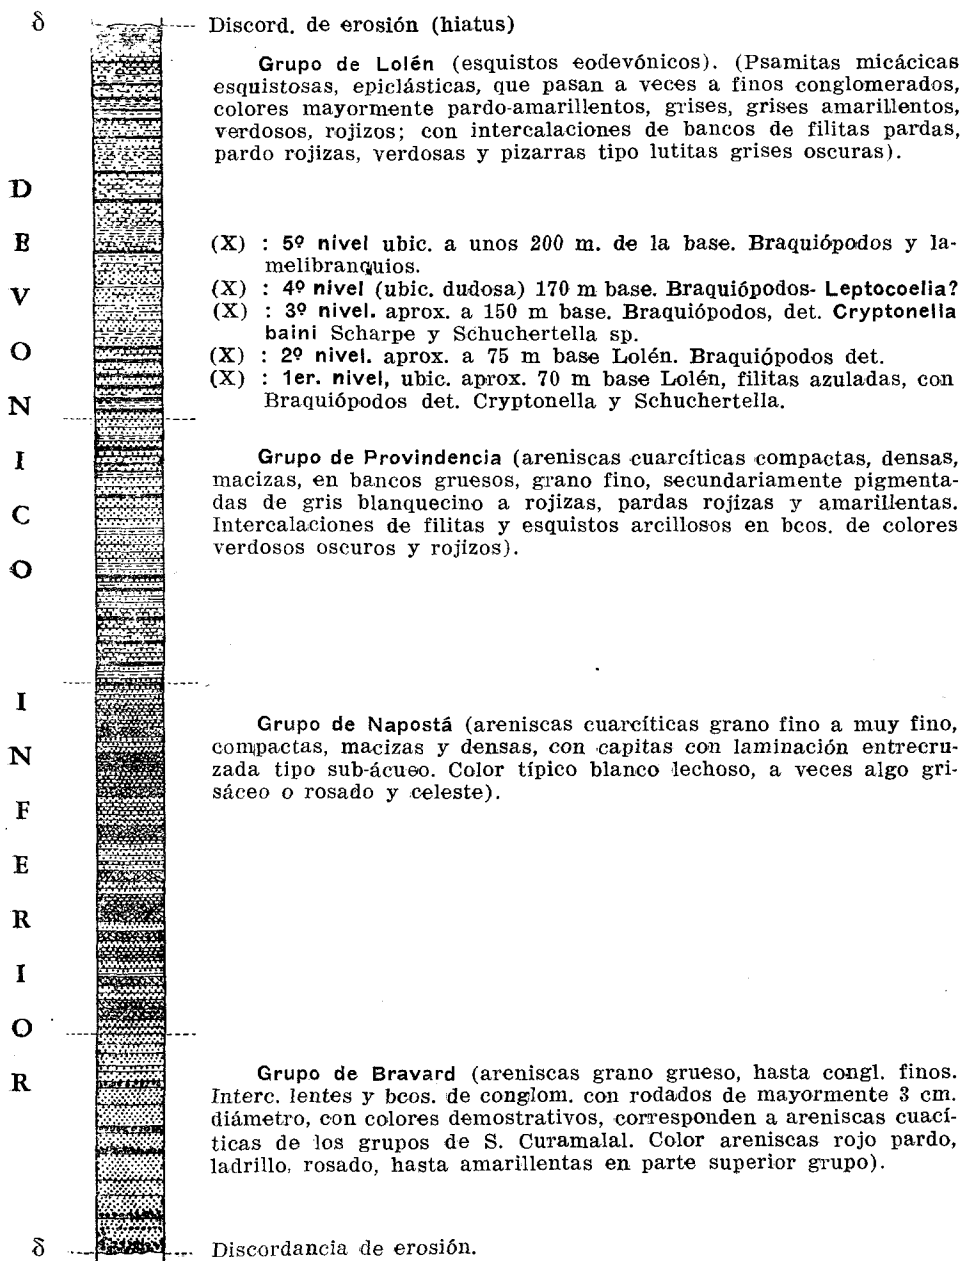 δ Discord. de erosión (hiatus)
Grupo de Lolén (esquistos eodevónicos). (Psamitas micácicas
esquistosas, epiclásticas, que pasan a veces a finos conglomerados,
colores mayormente pardo-amarillentos, grises, grises amarillentos,
verdosos, rojizos; con intercalaciones de bancos de filitas pardas,
pardo rojizas, verdosas y pizarras tipo lutitas grises oscuras).
(X) : 5º nivel ubic. a unos 200 m. de la base. Braquiópodos y la-
melibranquios.
(X) : 4º nivel (ubic. dudosa) 170 m base. Braquiópodos- Leptocoelia?
(X) : 3º nivel. aprox. a 150 m base. Braquiópodos, det. Cryptonella
baini Scharpe y Schuchertella sp.
(X) : 2º nivel. aprox. a 75 m base Lolén. Braquiópodos det.
(X) : 1er. nivel, ubic. aprox. 70 m base Lolén, filitas azuladas, con
Braquiópodos det. Cryptonella y Schuchertella.
Grupo de Provindencia (areniscas cuarcíticas compactas, densas,
macizas, en bancos gruesos, grano fino, secundariamente pigmenta-
das de gris blanquecino a rojizas, pardas rojizas y amarillentas.
Intercalaciones de filitas y esquistos arcillosos en bcos. de colores
verdosos oscuros y rojizos).
Grupo de Napostá (areniscas cuarcíticas grano fino a muy fino,
compactas, macizas y densas, con capitas con laminación entrecru-
zada tipo sub-ácueo. Color típico blanco lechoso, a veces algo gri-
sáceo o rosado y celeste).
Grupo de Bravard (areniscas grano grueso, hasta congl. finos.
Interc. lentes y bcos. de conglom. con rodados de mayormente 3 cm.
diámetro, con colores demostrativos, corresponden a areniscas cuací-
ticas de los grupos de S. Curamalal. Color areniscas rojo pardo,
ladrillo, rosado, hasta amarillentas en parte superior grupo).
δ Discordancia de erosión.
DEVONICO INFERIOR